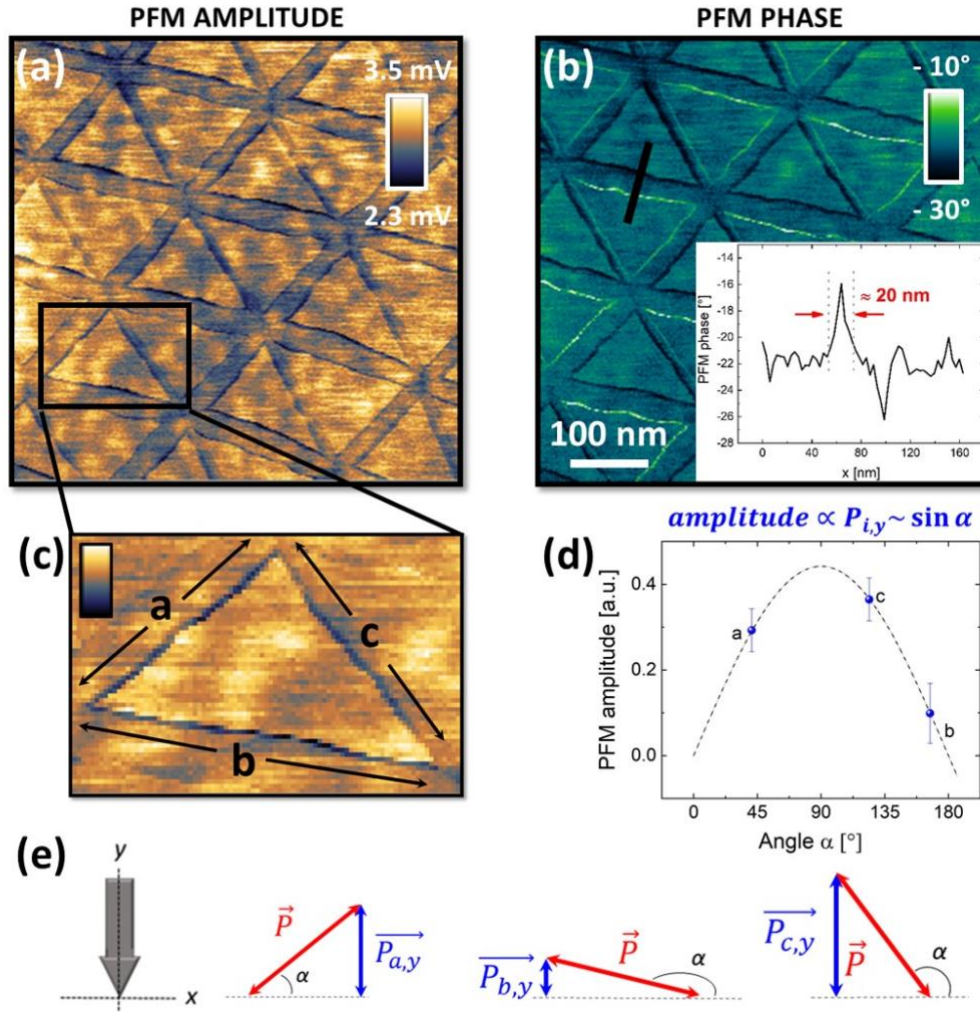 PFM AMPLITUDE
PFM PHASE
(a)
3.5 mV
2.3 mV
(b)
- 10°
- 30°
100 nm
PFM phase [°]
-14
-16
-18
-20
-22
-24
-26
-28
≈ 20 nm
0
40
80
120
160
x [nm]
(c)
a
c
b
amplitude ∝ P_{i,y}~ sin α
(d)
PFM amplitude [a.u.]
0.4
0.2
0.0
a
c
b
0
45
90
135
180
Angle α [°]
(e)
y
x
P
α
P_{a,y}
P_{b,y}
P
α
P_{c,y}
P
α